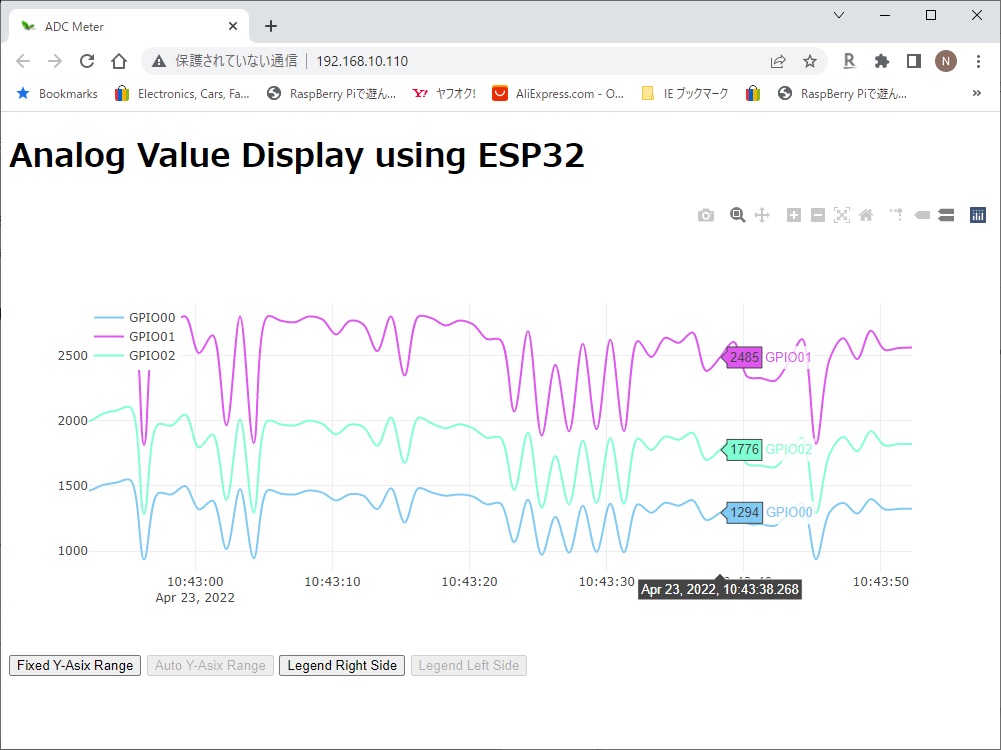 ADC Meter
保護されていない通信 192.168.10.110
R N
Bookmarks Electronics, Cars, Fa... RaspBerry Piで遊ん... Y! ヤフオク! AliExpress.com - O... IE ブックマーク RaspBerry Piで遊ん... »
Analog Value Display using ESP32
GPIO00
GPIO01
GPIO02
2500
2000
1500
1000
2485 GPIO01
1776 GPIO02
1294 GPIO00
10:43:00 10:43:10 10:43:20 10:43:30 10:43:50
Apr 23, 2022
Apr 23, 2022, 10:43:38.268
Fixed Y-Asix Range Auto Y-Asix Range Legend Right Side Legend Left Side